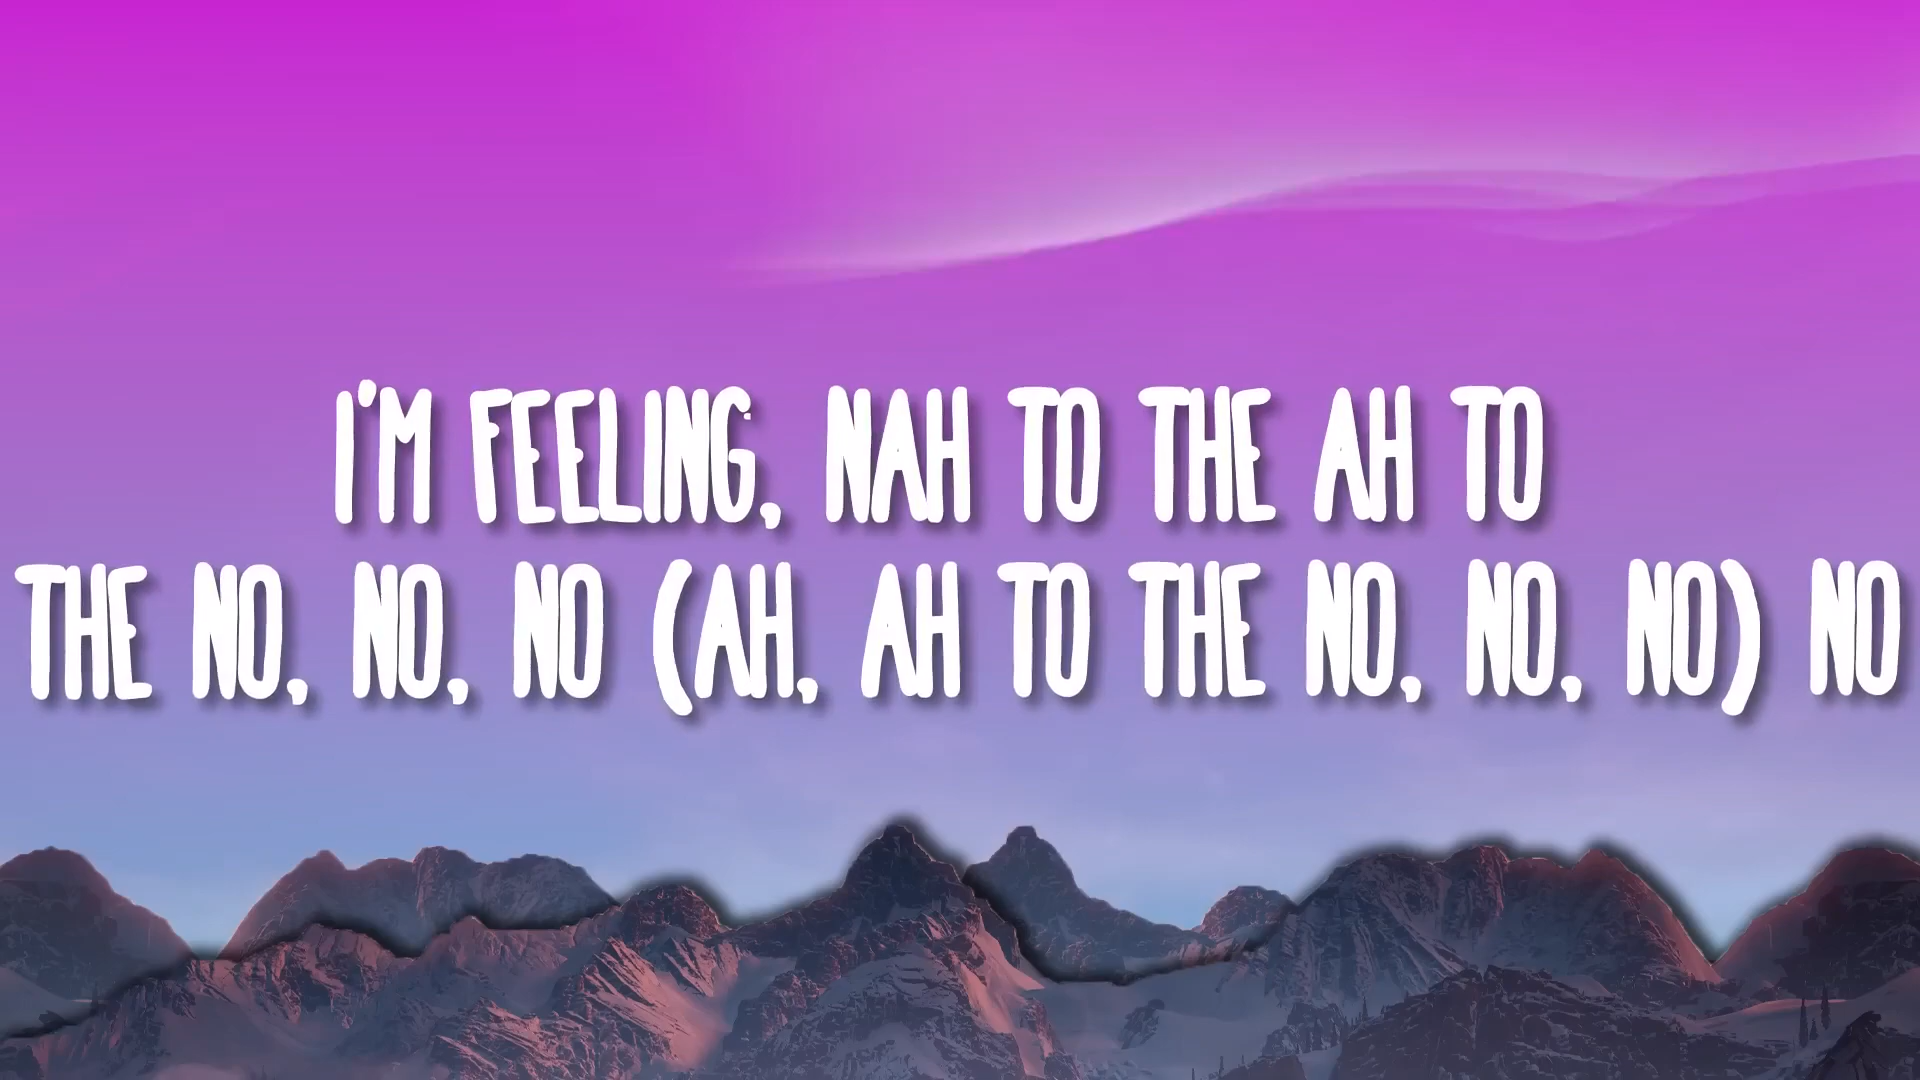 I'M FEELING, NAH TO THE AH TO
THE NO, NO, NO (AH, AH TO THE NO, NO, NO) NO